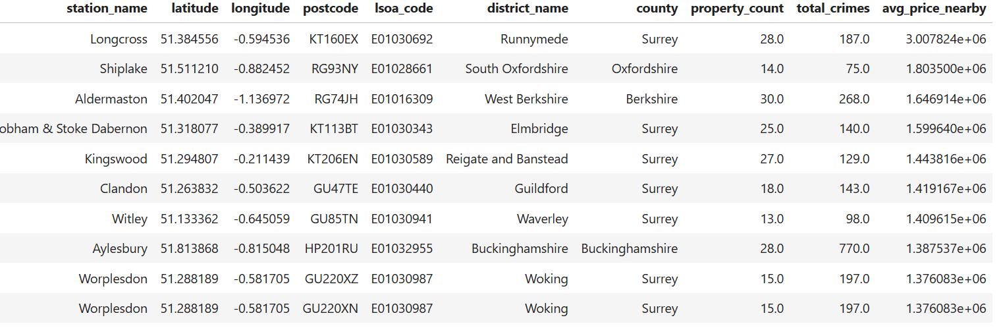 station_name latitude longitude postcode lsoa_code district_name county property_count total_crimes avg_price_nearby
Longcross 51.384556 -0.594536 KT160EX E01030692 Runnymede Surrey 28.0 187.0 3.007824e+06
Shiplake 51.511210 -0.882452 RG93NY E01028661 South Oxfordshire Oxfordshire 14.0 75.0 1.803500e+06
Aldermaston 51.402047 -1.136972 RG74JH E01016309 West Berkshire Berkshire 30.0 268.0 1.646914e+06
obham & Stoke Dabernon 51.318077 -0.389917 KT113BT E01030343 Elmbridge Surrey 25.0 140.0 1.599640e+06
Kingswood 51.294807 -0.211439 KT206EN E01030589 Reigate and Banstead Surrey 27.0 129.0 1.443816e+06
Clandon 51.263832 -0.503622 GU47TE E01030440 Guildford Surrey 18.0 143.0 1.419167e+06
Witley 51.133362 -0.645059 GU85TN E01030941 Waverley Surrey 13.0 98.0 1.409615e+06
Aylesbury 51.813868 -0.815048 HP201RU E01032955 Buckinghamshire Buckinghamshire 28.0 770.0 1.387537e+06
Worplesdon 51.288189 -0.581705 GU220XZ E01030987 Woking Surrey 15.0 197.0 1.376083e+06
Worplesdon 51.288189 -0.581705 GU220XN E01030987 Woking Surrey 15.0 197.0 1.376083e+06